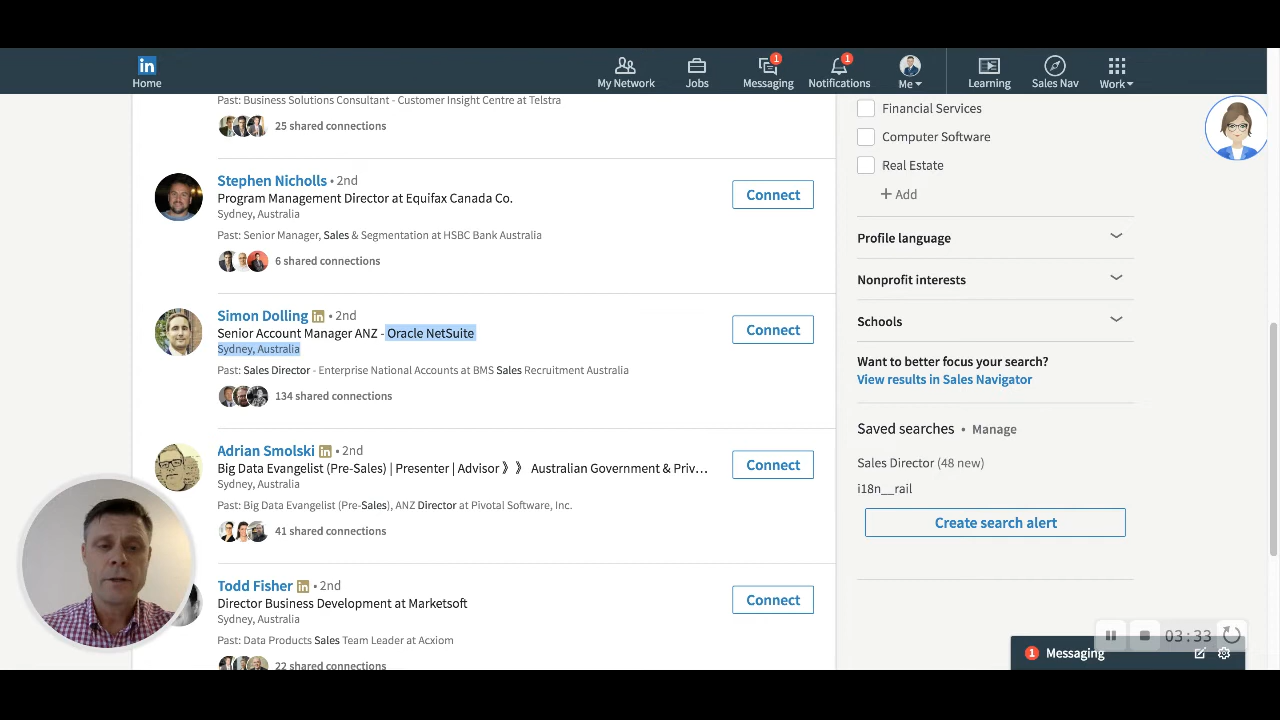 in
Home
My Network
Jobs
1
Messaging
1
Notifications
Me
Learning
Sales Nav
Work
Past: Business Solutions Consultant - Customer Insight Centre at Telstra
25 shared connections
Stephen Nicholls • 2nd
Program Management Director at Equifax Canada Co.
Sydney, Australia
Past: Senior Manager, Sales & Segmentation at HSBC Bank Australia
6 shared connections
Connect
Simon Dolling in • 2nd
Senior Account Manager ANZ - Oracle NetSuite
Sydney, Australia
Past: Sales Director - Enterprise National Accounts at BMS Sales Recruitment Australia
134 shared connections
Connect
Adrian Smolski in • 2nd
Big Data Evangelist (Pre-Sales) | Presenter | Advisor 》 》 Australian Government & Priv…
Sydney, Australia
Past: Big Data Evangelist (Pre-Sales), ANZ Director at Pivotal Software, Inc.
41 shared connections
Connect
Todd Fisher in • 2nd
Director Business Development at Marketsoft
Sydney, Australia
Past: Data Products Sales Team Leader at Acxiom
22 shared connections
Connect
Financial Services
Computer Software
Real Estate
+ Add
Profile language
Nonprofit interests
Schools
Want to better focus your search?
View results in Sales Navigator
Saved searches • Manage
Sales Director (48 new)
i18n__rail
Create search alert
03:33
1 Messaging